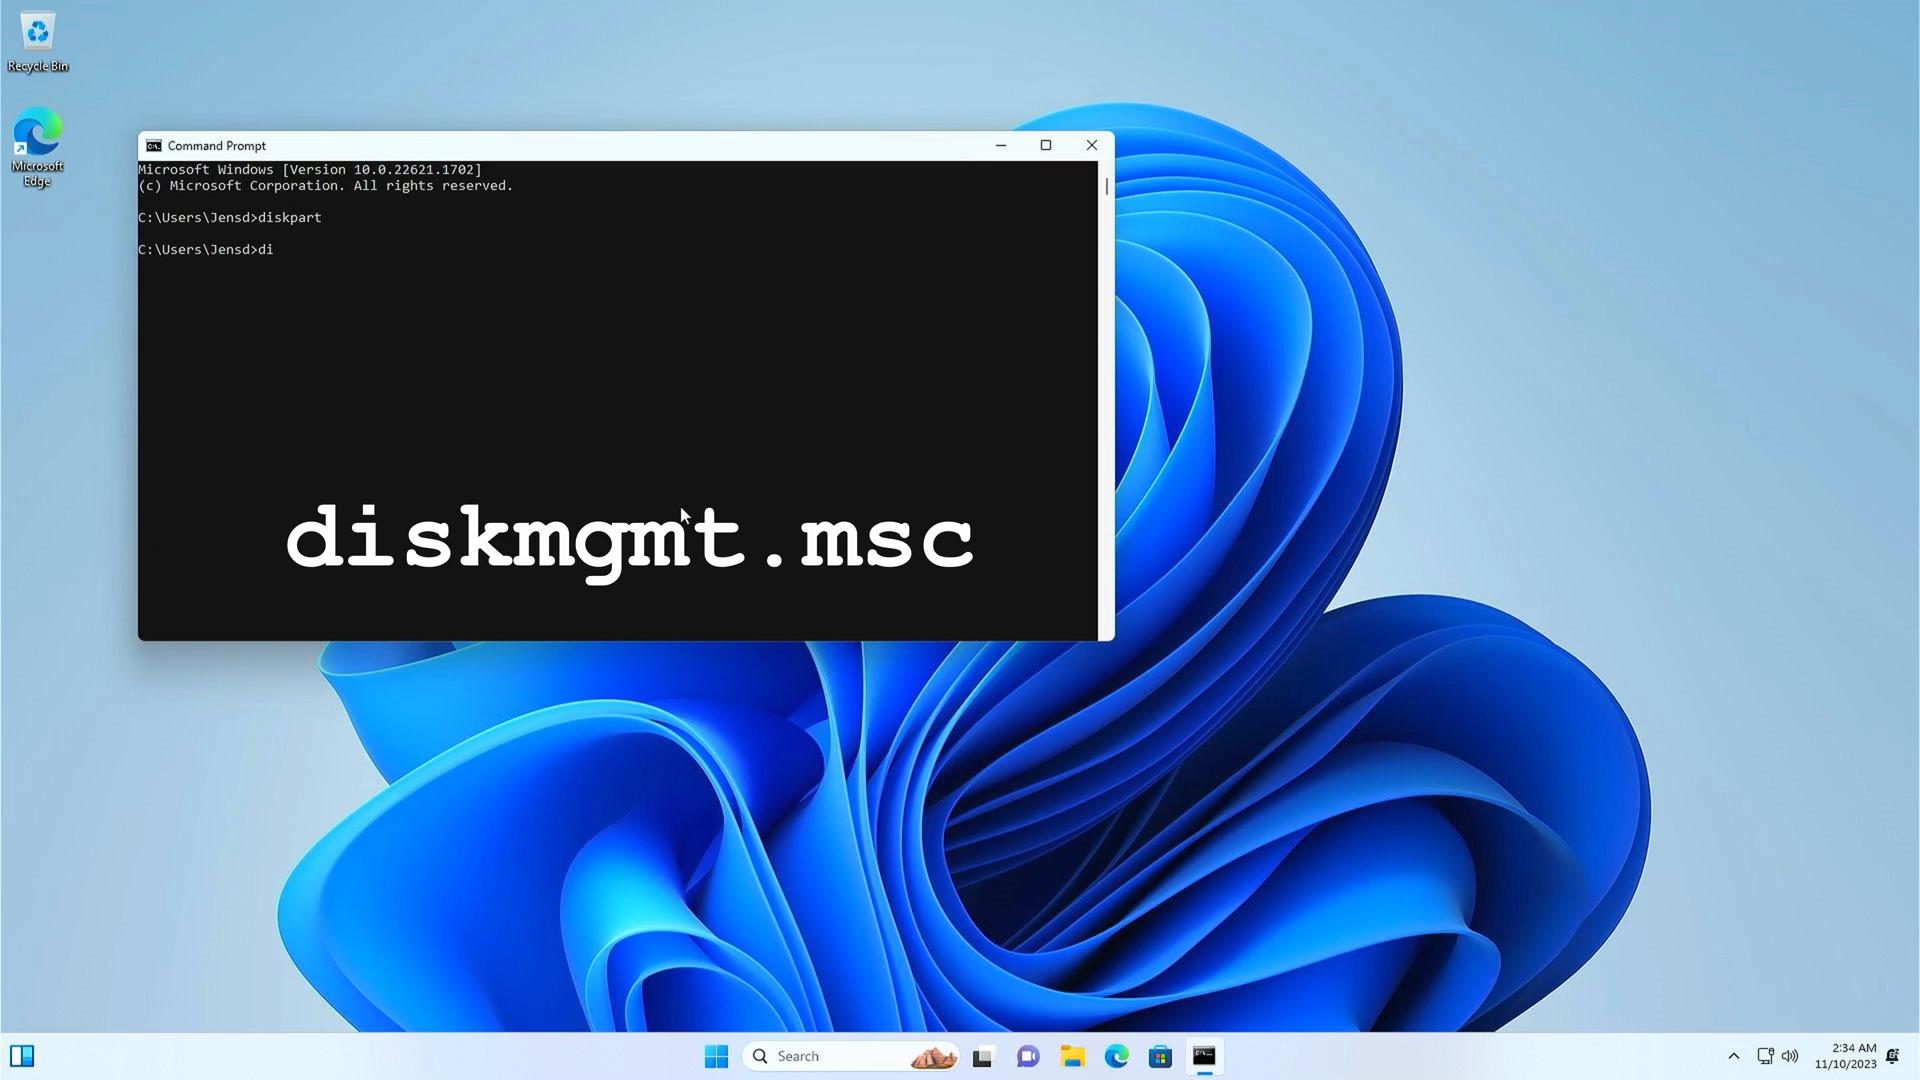 Recycle Bin
Microsoft
Edge
Command Prompt
Microsoft Windows [Version 10.0.22621.1702]
(c) Microsoft Corporation. All rights reserved.
C:\Users\Jensd>diskpart
C:\Users\Jensd>di
diskmgmt.msc
Search
2:34 AM
11/10/2023